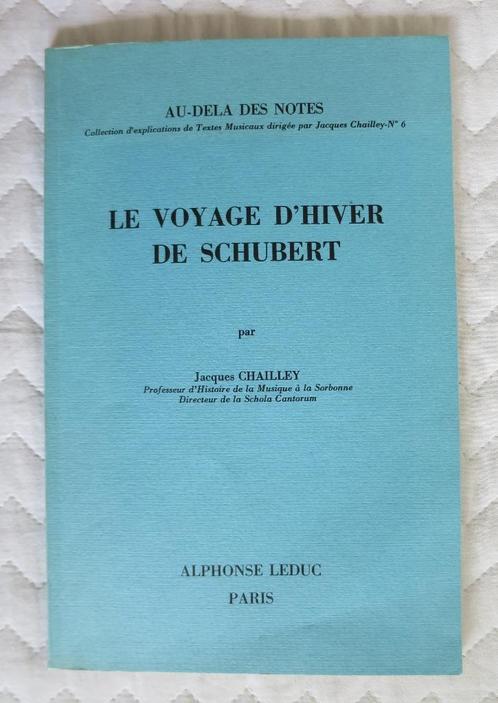 AU-DELA DES NOTES
Collection d'explications de Textes Musicaux dirigée par Jacques Chailley-N° 6
LE VOYAGE D'HIVER
DE SCHUBERT
par
Jacques CHAILLEY
Professeur d'Histoire de la Musique à la Sorbonne
Directeur de la Schola Cantorum
ALPHONSE LEDUC
PARIS